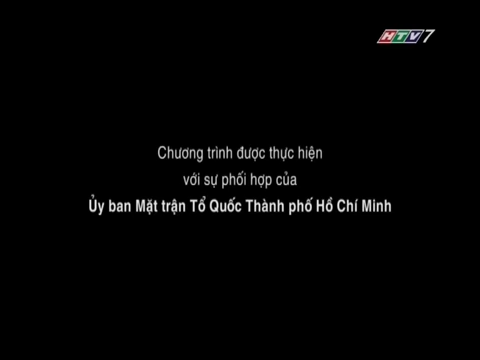 HTV7
Chương trình được thực hiện
với sự phối hợp của
Ủy ban Mặt trận Tổ Quốc Thành phố Hồ Chí Minh